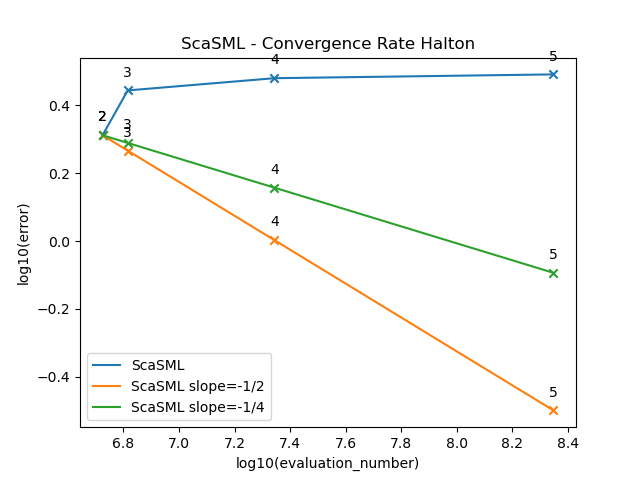 ScaSML - Convergence Rate Halton
5
4
3
0.4
2
3
3
0.2
4
4
log10(error)
0.0
5
−0.2
−0.4
5
ScaSML
ScaSML slope=-1/2
ScaSML slope=-1/4
6.8 7.0 7.2 7.4 7.6 7.8 8.0 8.2 8.4
log10(evaluation_number)